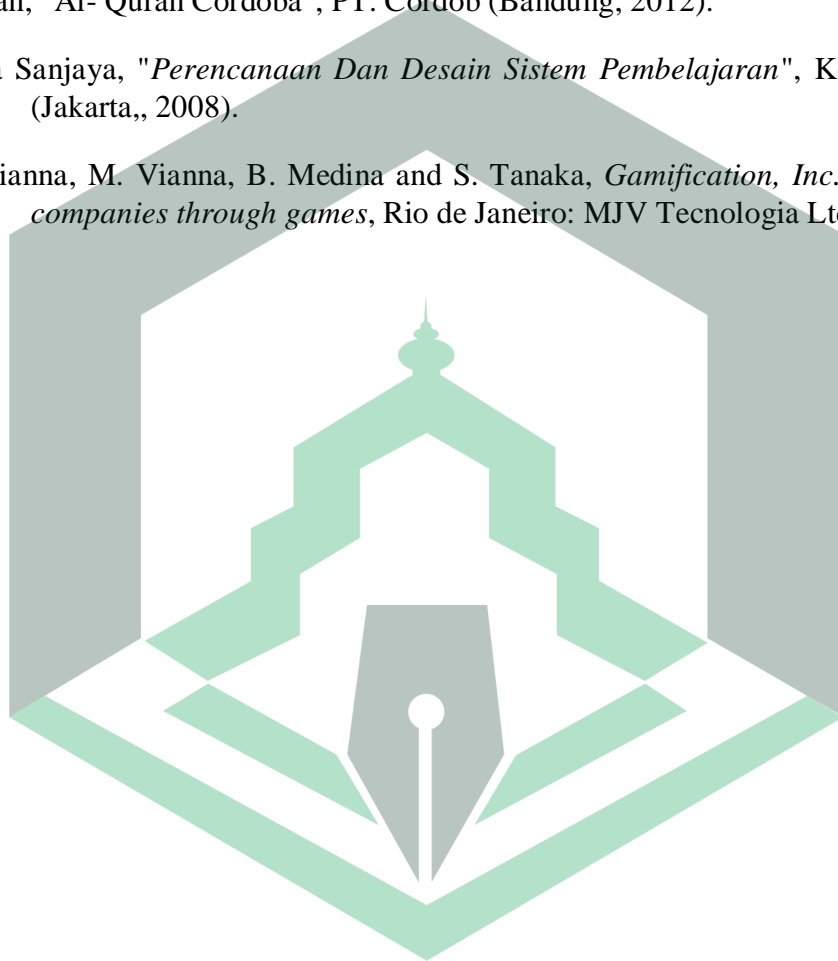 "Al- Quran Cordoba", PT. Cordob (Bandung, 2012).
Sanjaya, "Perencanaan Dan Desain Sistem Pembelajaran", K
(Jakarta,, 2008).
ianna, M. Vianna, B. Medina and S. Tanaka, Gamification, Inc.
companies through games, Rio de Janeiro: MJV Tecnologia Lt